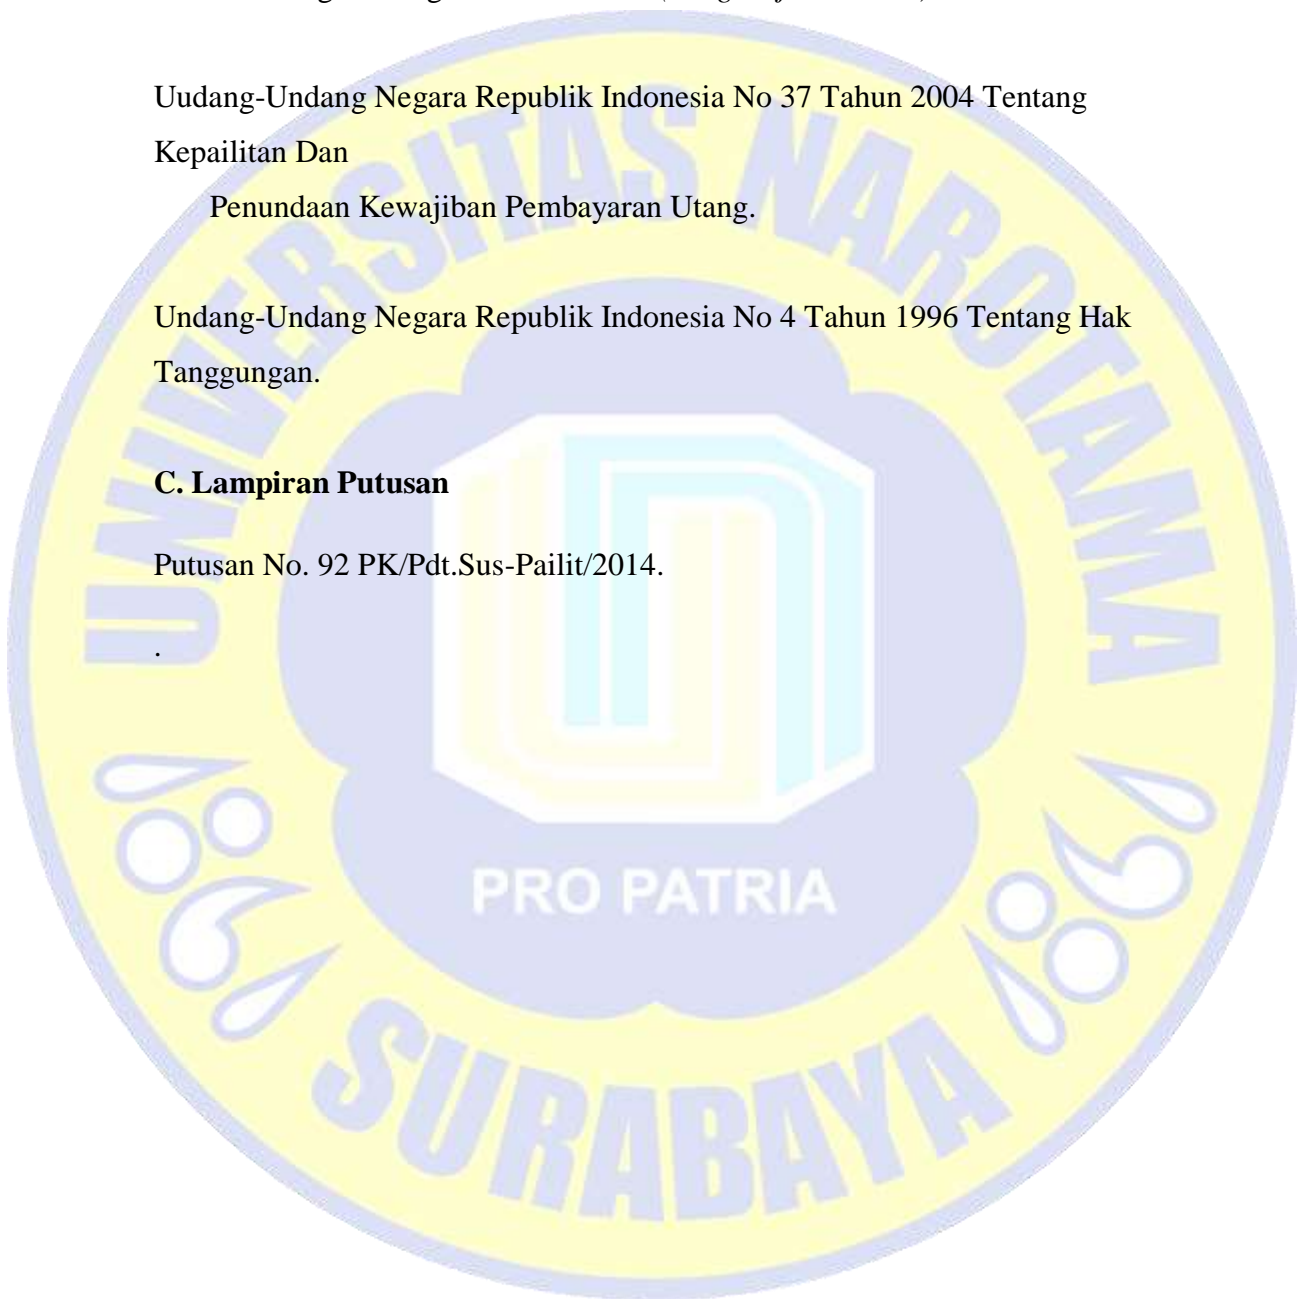 Uudang-Undang Negara Republik Indonesia No 37 Tahun 2004 Tentang
Kepailitan Dan
Penundaan Kewajiban Pembayaran Utang.
Undang-Undang Negara Republik Indonesia No 4 Tahun 1996 Tentang Hak
Tanggungan.
C. Lampiran Putusan
Putusan No. 92 PK/Pdt.Sus-Pailit/2014.
.
UNIVERSITAS NAROTAMA
PRO PATRIA
SURABAYA